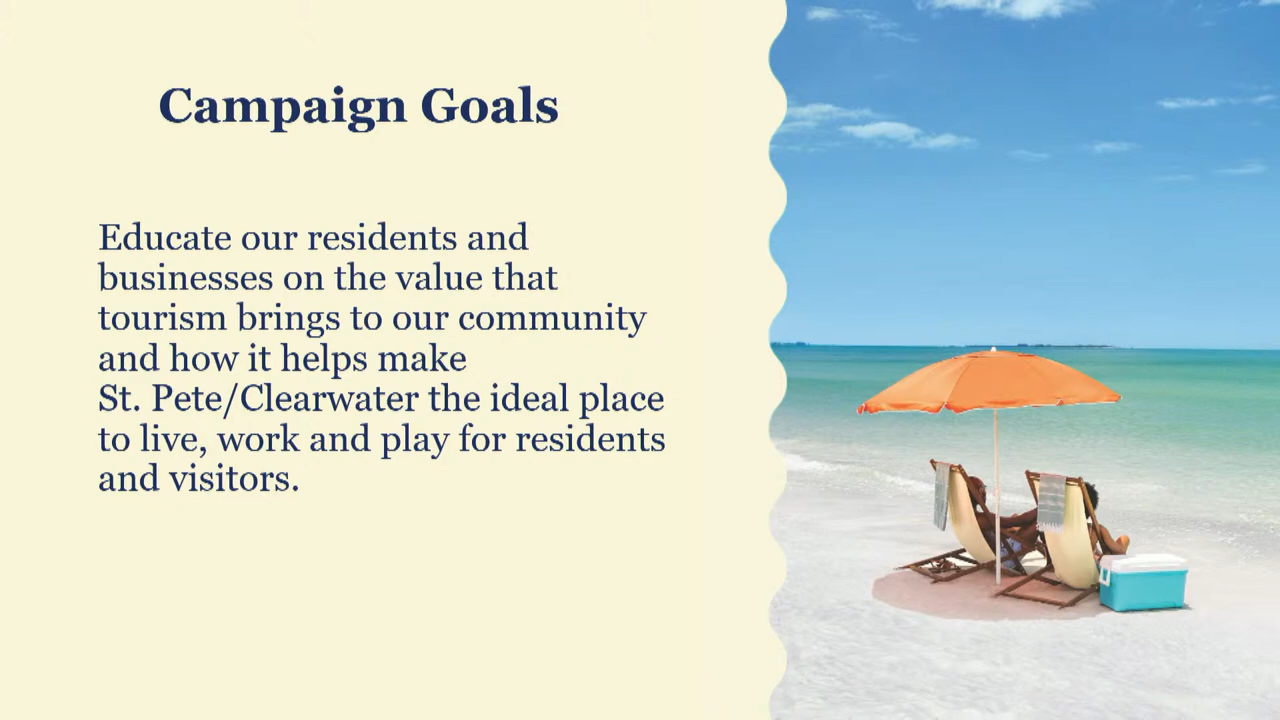 Campaign Goals
Educate our residents and
businesses on the value that
tourism brings to our community
and how it helps make
St. Pete/Clearwater the ideal place
to live, work and play for residents
and visitors.